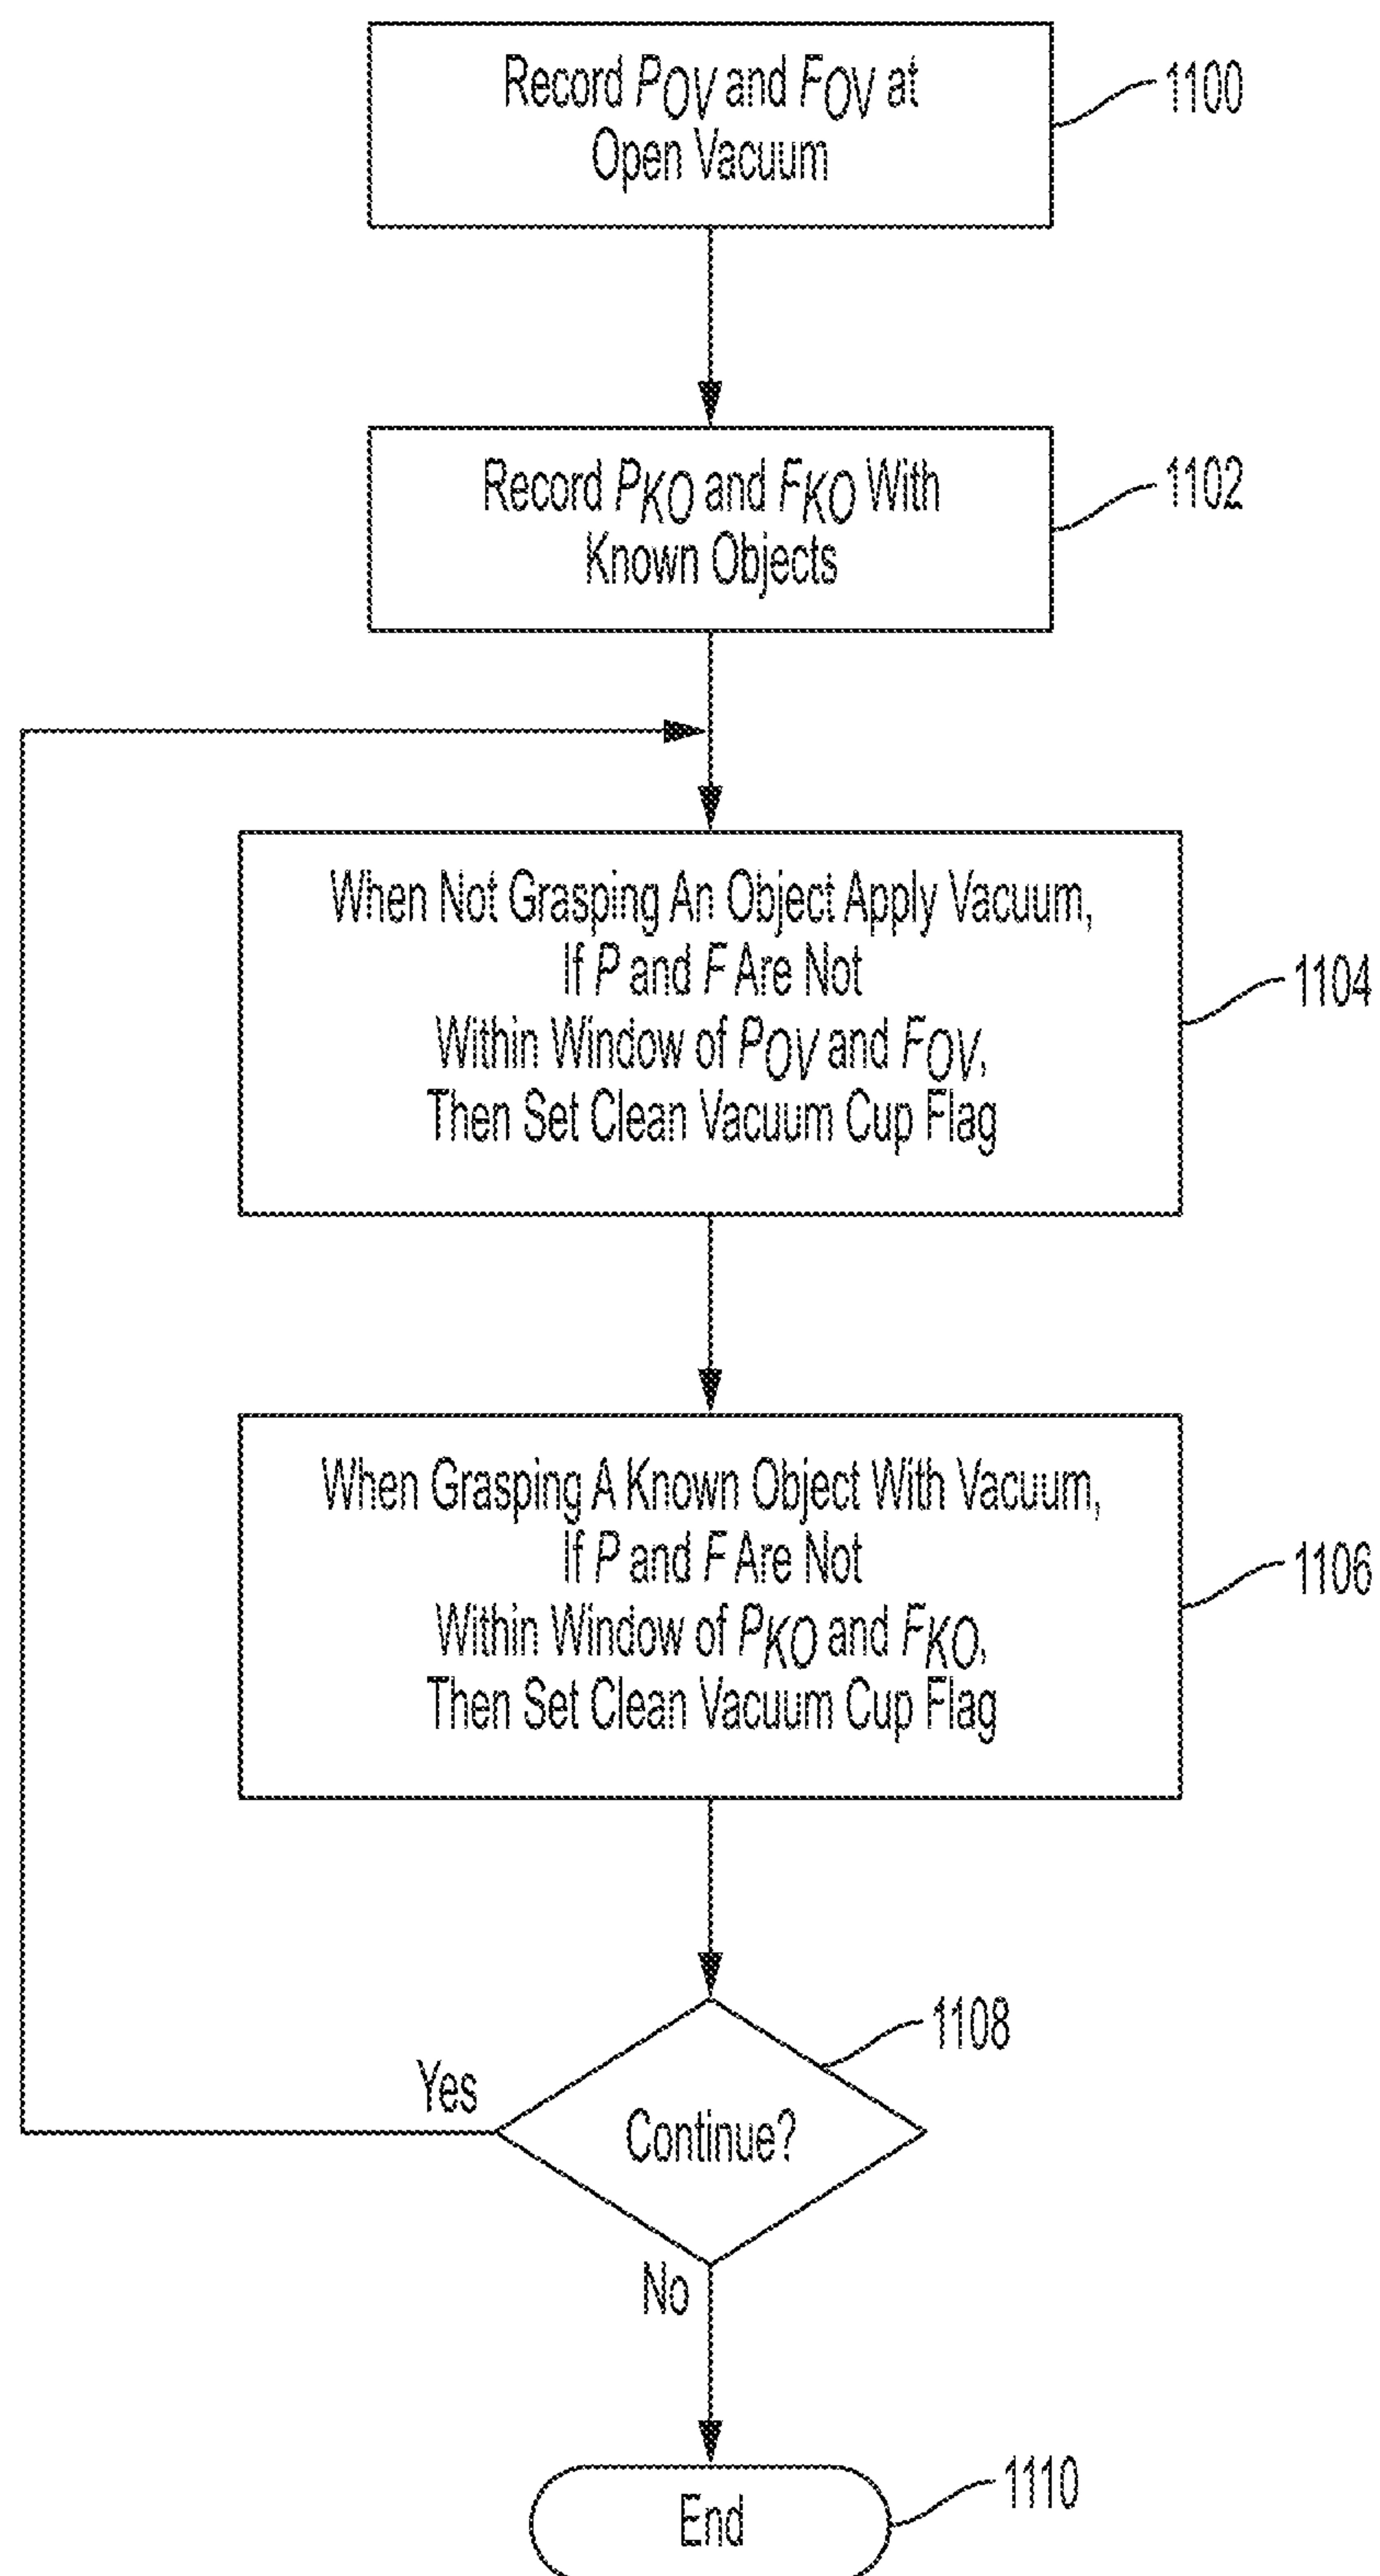 Record POV and FOV at
Open Vacuum
1100
Record PKO and FKO With
Known Objects
1102
When Not Grasping An Object Apply Vacuum,
If P and F Are Not
Within Window of POV and FOV,
Then Set Clean Vacuum Cup Flag
1104
When Grasping A Known Object With Vacuum,
If P and F Are Not
Within Window of PKO and FKO,
Then Set Clean Vacuum Cup Flag
1106
1108
Yes
Continue?
No
End
1110